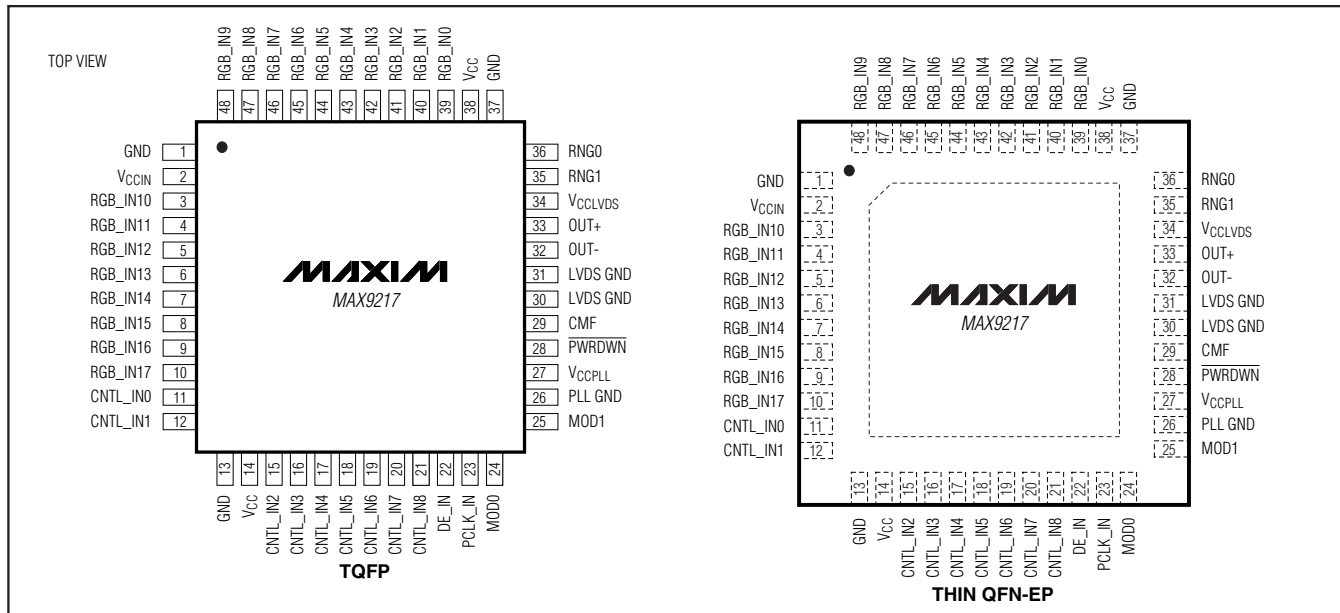 TOP VIEW
RGB_IN9
RGB_IN8
RGB_IN7
RGB_IN6
RGB_IN5
RGB_IN4
RGB_IN3
RGB_IN2
RGB_IN1
RGB_IN0
VCC
GND
48 47 46 45 44 43 42 41 40 39 38 37
GND 1
VCCIN 2
RGB_IN10 3
RGB_IN11 4
RGB_IN12 5
RGB_IN13 6
RGB_IN14 7
RGB_IN15 8
RGB_IN16 9
RGB_IN17 10
CNTL_IN0 11
CNTL_IN1 12
MAXIM
MAX9217
36 RNG0
35 RNG1
34 VCCLVDS
33 OUT+
32 OUT-
31 LVDS GND
30 LVDS GND
29 CMF
28 PWRDWN
27 VCCPLL
26 PLL GND
25 MOD1
13 14 15 16 17 18 19 20 21 22 23 24
GND
VCC
CNTL_IN2
CNTL_IN3
CNTL_IN4
CNTL_IN5
CNTL_IN6
CNTL_IN7
CNTL_IN8
DE_IN
PCLK_IN
MOD0
TQFP
RGB_IN9
RGB_IN8
RGB_IN7
RGB_IN6
RGB_IN5
RGB_IN4
RGB_IN3
RGB_IN2
RGB_IN1
RGB_IN0
VCC
GND
48 47 46 45 44 43 42 41 40 39 38 37
GND 1
VCCIN 2
RGB_IN10 3
RGB_IN11 4
RGB_IN12 5
RGB_IN13 6
RGB_IN14 7
RGB_IN15 8
RGB_IN16 9
RGB_IN17 10
CNTL_IN0 11
CNTL_IN1 12
MAXIM
MAX9217
36 RNG0
35 RNG1
34 VCCLVDS
33 OUT+
32 OUT-
31 LVDS GND
30 LVDS GND
29 CMF
28 PWRDWN
27 VCCPLL
26 PLL GND
25 MOD1
13 14 15 16 17 18 19 20 21 22 23 24
GND
VCC
CNTL_IN2
CNTL_IN3
CNTL_IN4
CNTL_IN5
CNTL_IN6
CNTL_IN7
CNTL_IN8
DE_IN
PCLK_IN
MOD0
THIN QFN-EP